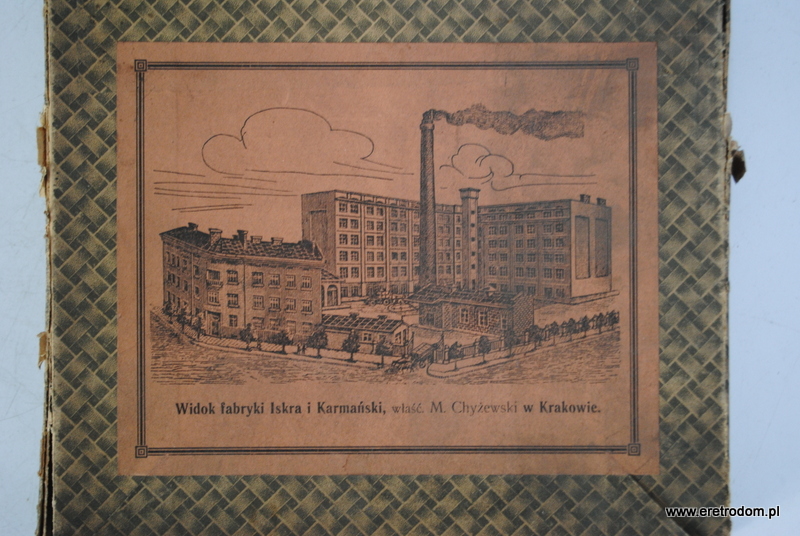 Widok fabryki Iskra i Karmański, właść. M. Chyżewski w Krakowie.
www.eretrodom.pl